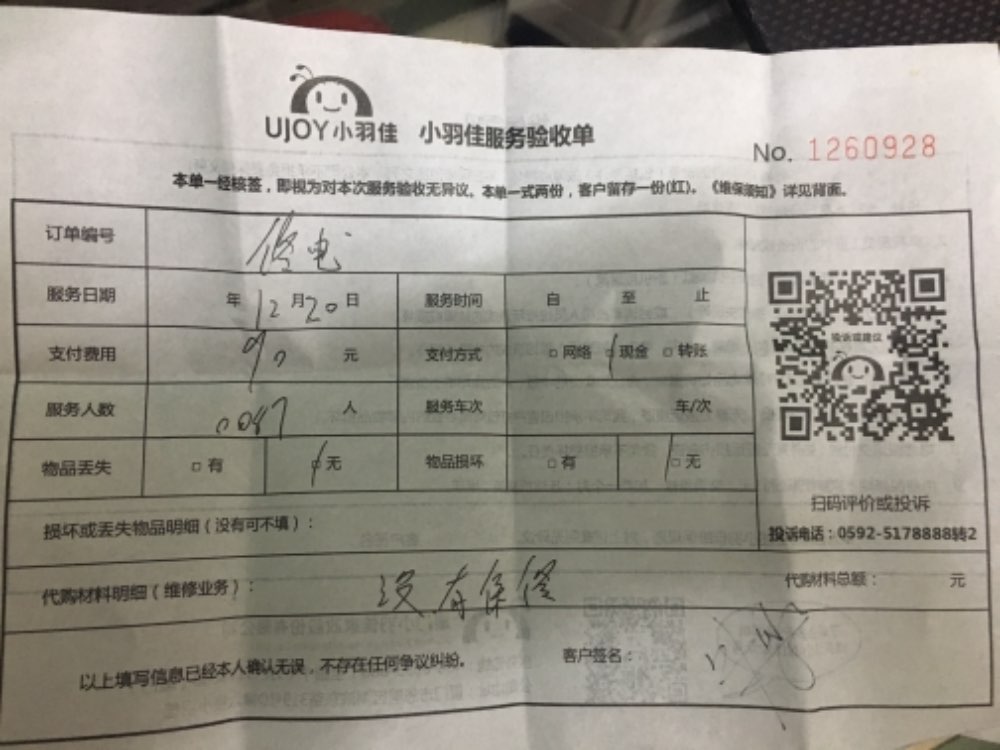 UJOY小羽佳 小羽佳服务验收单
No. 1260928
本单一经核签，即视为对本次服务验收无异议。本单一式两份，客户留存一份(红)。《维保须知》详见背面。
订单编号 修电
服务日期 年 12月20日 服务时间 自 至 止
支付费用 90 元 支付方式 □网络 □现金 □转账
服务人数 0087 人 服务车次 车/次
物品丢失 □有 □无 物品损坏 □有 □无
投诉或建议
扫码评价或投诉
投诉电话：0592-5178888转2
损坏或丢失物品明细（没有可不填）：
代购材料明细（维修业务）： 没有保修 代购材料总额： 元
以上填写信息已经本人确认无误，不存在任何争议纠纷。 客户签名：